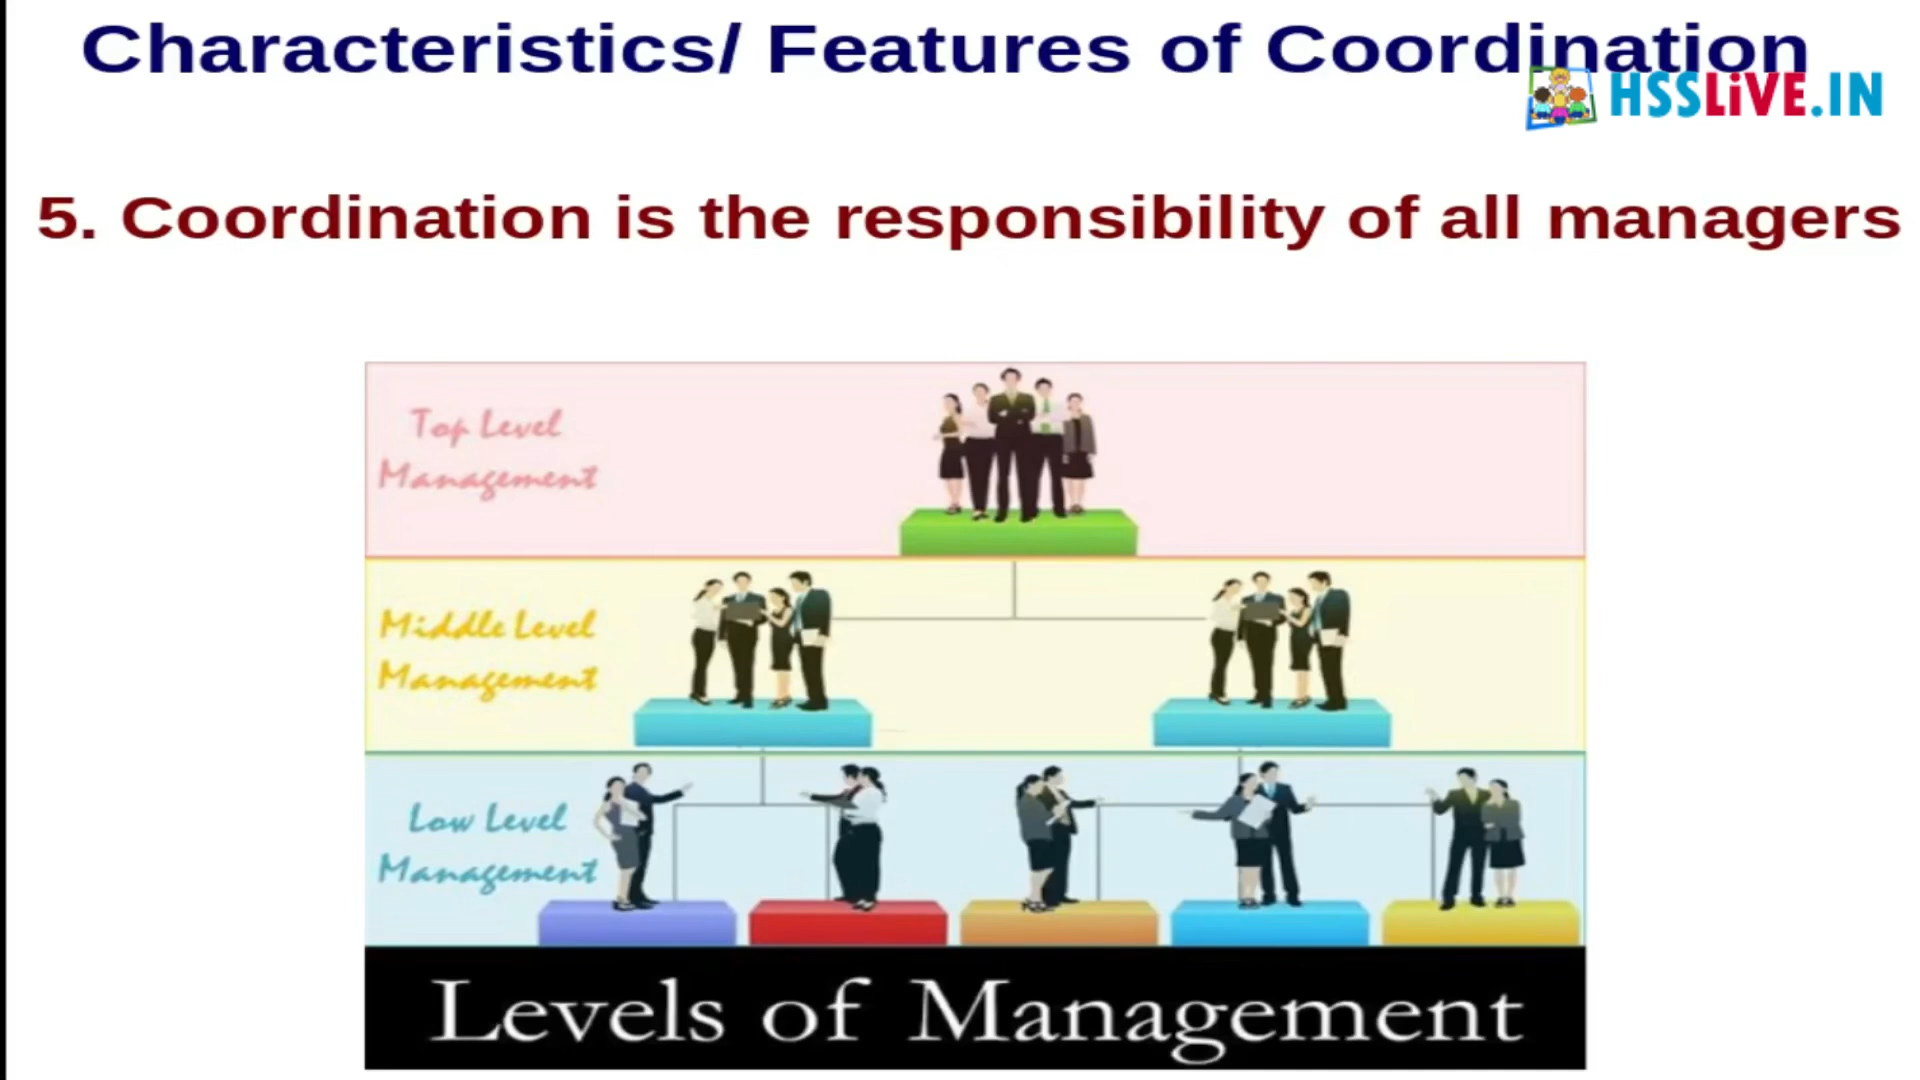 Characteristics/ Features of Coordination
HSSLiVE.IN
5. Coordination is the responsibility of all managers
Top Level
Management
Middle Level
Management
Low Level
Management
Levels of Management